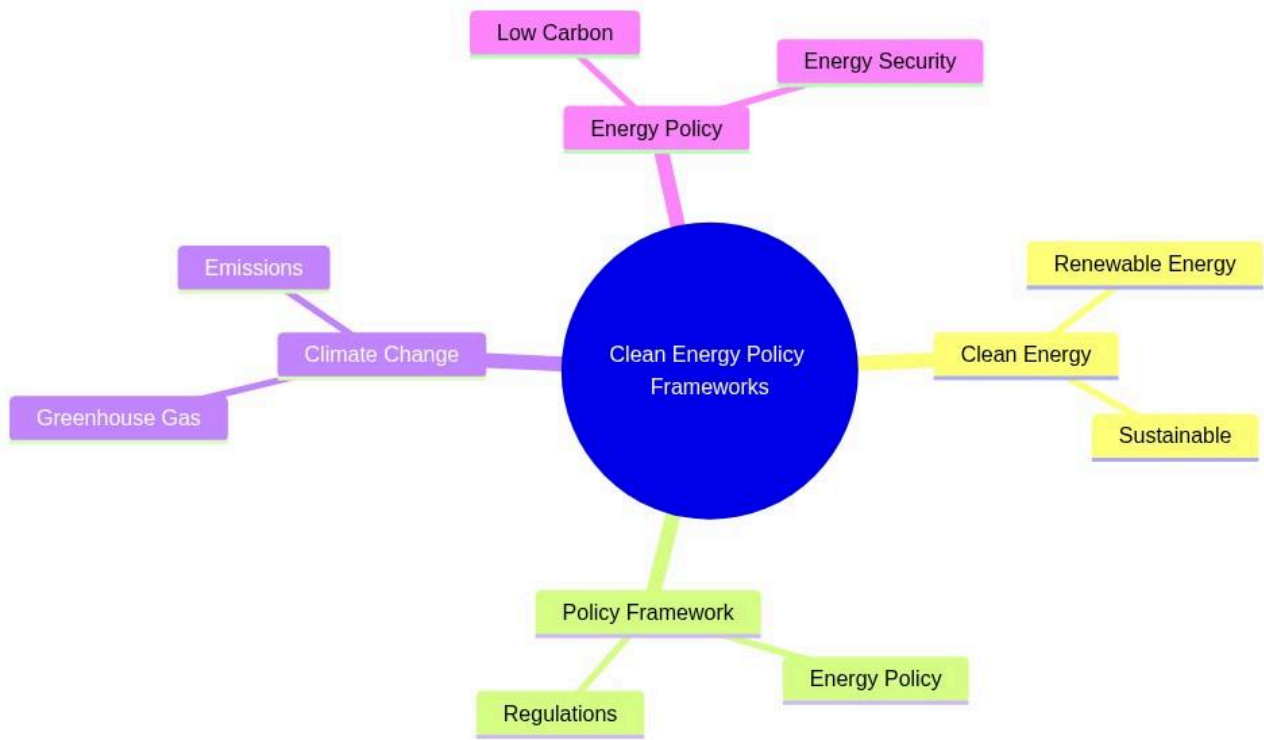 Low Carbon
Energy Security
Energy Policy
Emissions
Renewable Energy
Climate Change
Clean Energy Policy
Frameworks
Clean Energy
Greenhouse Gas
Sustainable
Policy Framework
Energy Policy
Regulations